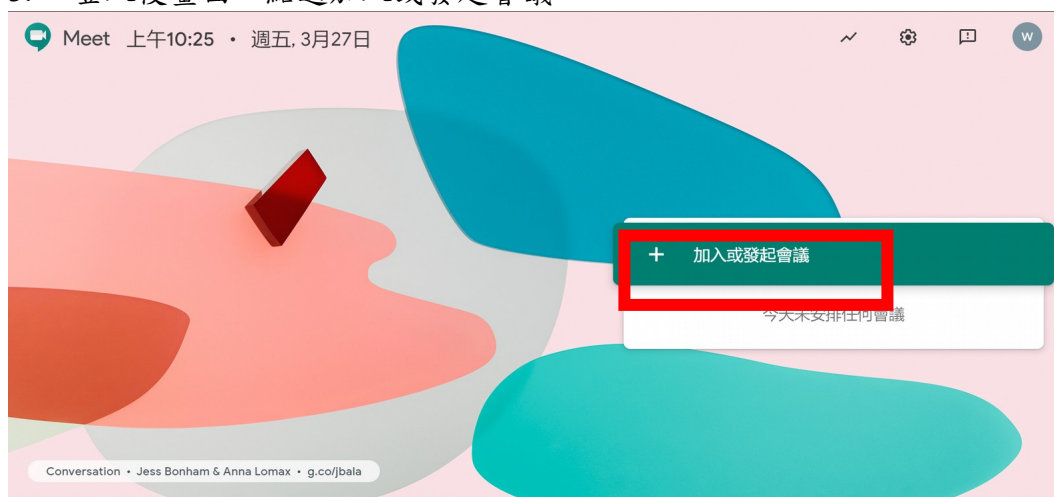 Meet 上午10:25 • 週五, 3月27日
W
+ 加入或發起會議
今天未安排任何會議
Conversation • Jess Bonham & Anna Lomax • g.co/jbala